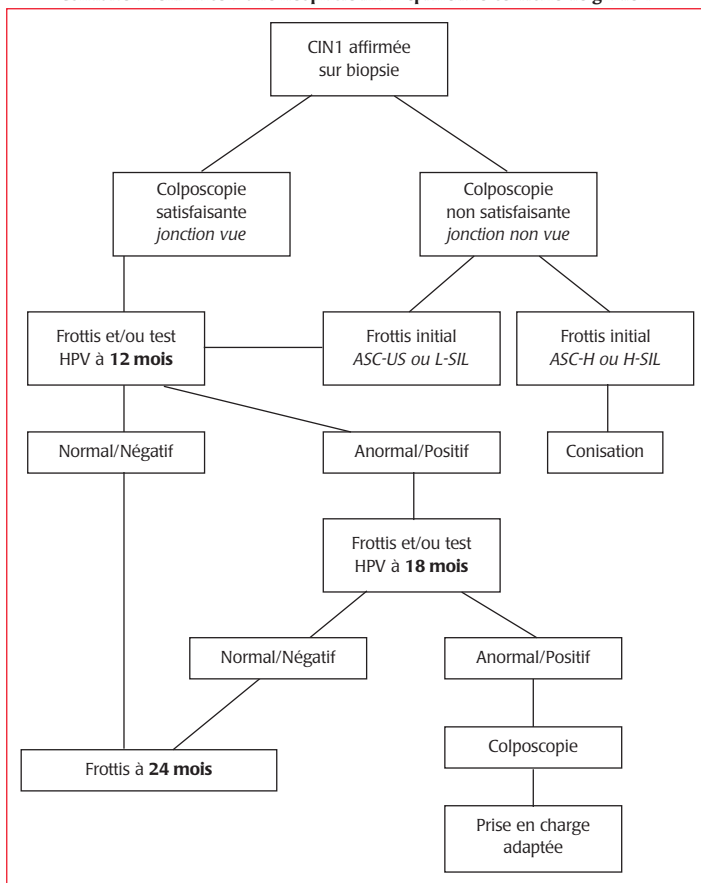 CIN1 affirmée
sur biopsie
Colposcopie
satisfaisante
jonction vue
Colposcopie
non satisfaisante
jonction non vue
Frottis et/ou test
HPV à 12 mois
Frottis initial
ASC-US ou L-SIL
Frottis initial
ASC-H ou H-SIL
Normal/Négatif
Anormal/Positif
Conisation
Frottis et/ou test
HPV à 18 mois
Normal/Négatif
Anormal/Positif
Frottis à 24 mois
Colposcopie
Prise en charge
adaptée